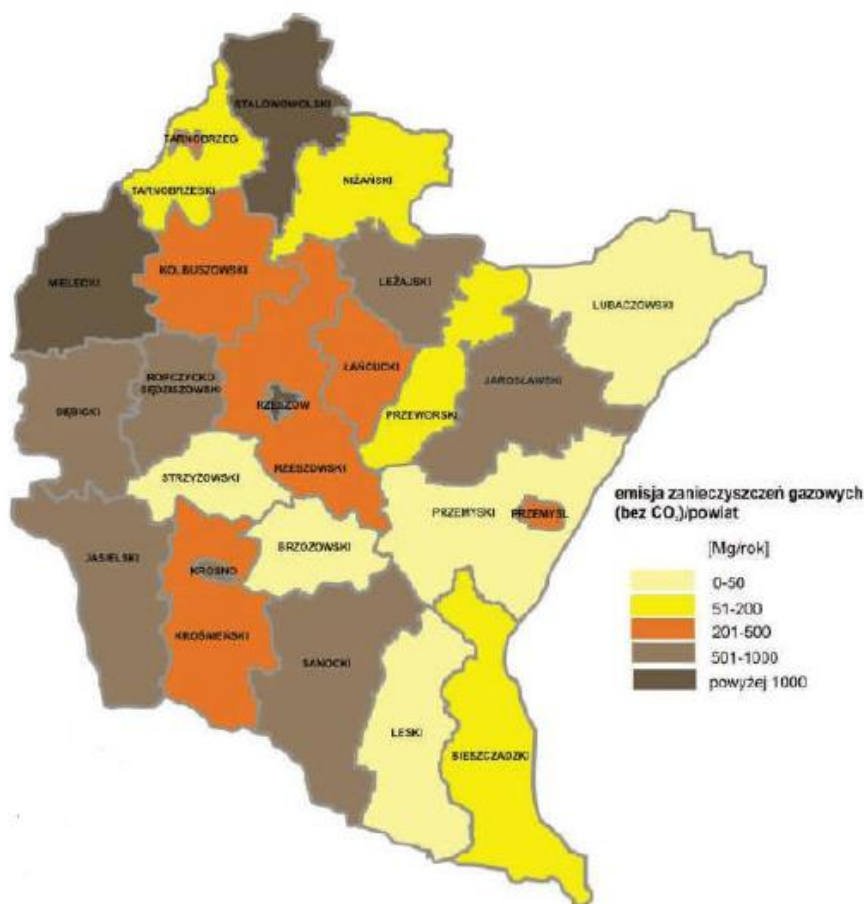 STALOWOWOLSKI
TARNOBRZEG
TARNOBRZESKI
NIŻAŃSKI
MIELECKI
KOLBUSZOWSKI
LEŻAJSKI
LUBACZOWSKI
ROPCZYCKO
SĘDZISZOWSKI
ŁAŃCUCKI
JAROSŁAWSKI
DĘBICKI
RZESZÓW
PRZEWORSKI
STRZYŻOWSKI
RZESZOWSKI
PRZEMYSKI
PRZEMYŚL
JASIELSKI
BRZOZOWSKI
KROSNO
KROŚNIEŃSKI
SANOCKI
LESKI
BIESZCZADZKI
emisja zanieczyszczeń gazowych
(bez CO₂)/powiat
[Mg/rok]
0-50
51-200
201-500
501-1000
powyżej 1000